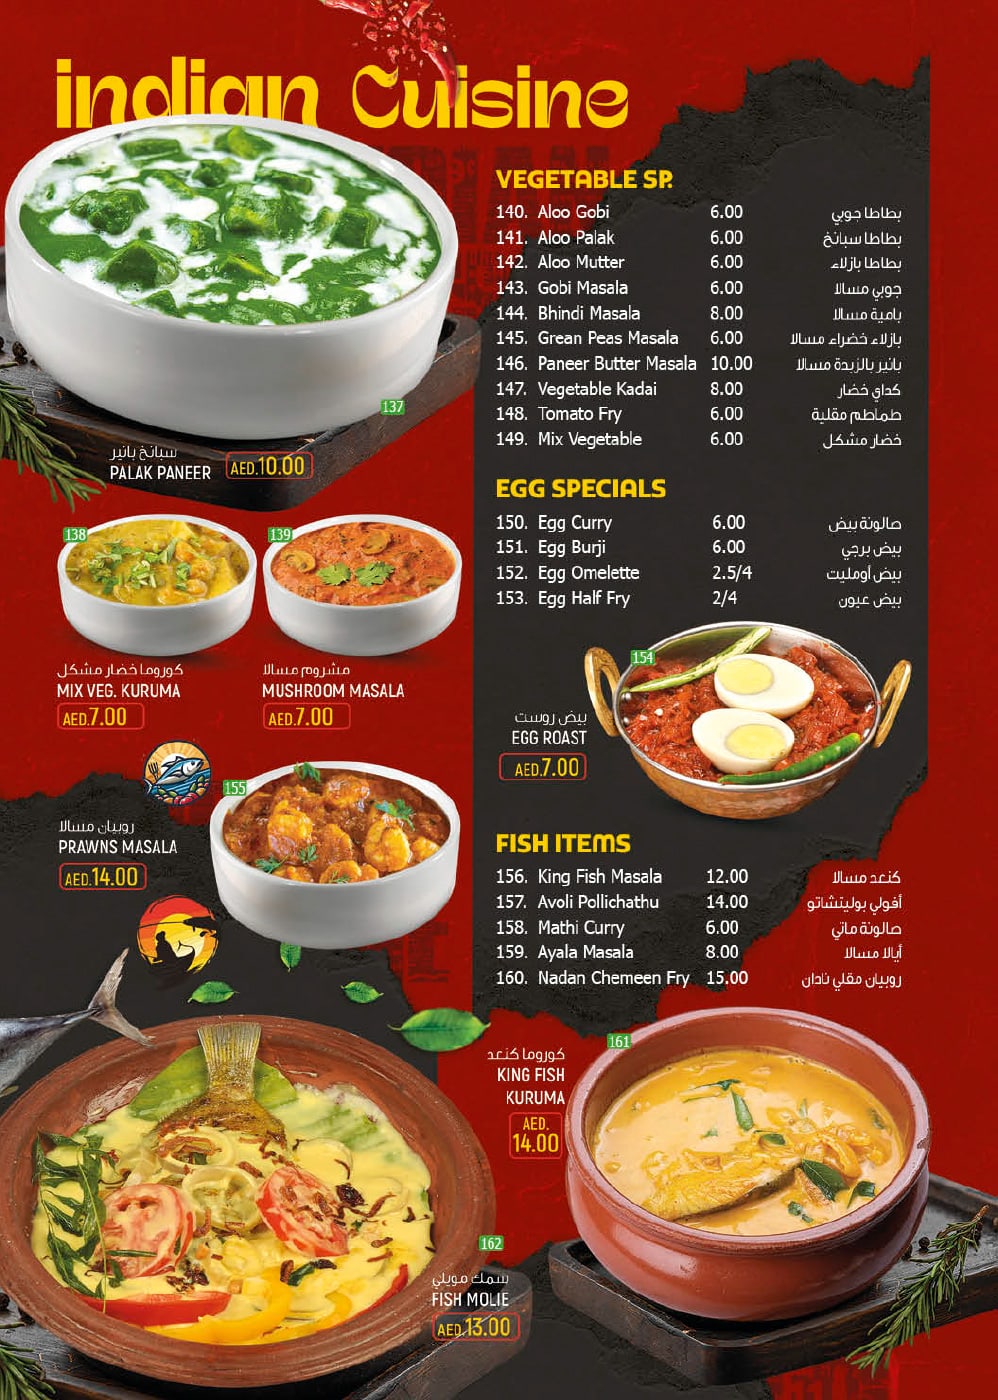 indian Cuisine
137
سبانخ بانير
PALAK PANEER AED.10.00
138
كوروما خضار مشكل
MIX VEG. KURUMA
AED.7.00
139
مشروم مسالا
MUSHROOM MASALA
AED.7.00
VEGETABLE SP.
140. Aloo Gobi 6.00 بطاطا جوبي
141. Aloo Palak 6.00 بطاطا سبانخ
142. Aloo Mutter 6.00 بطاطا بازلاء
143. Gobi Masala 6.00 جوبي مسالا
144. Bhindi Masala 8.00 بامية مسالا
145. Grean Peas Masala 6.00 بازلاء خضراء مسالا
146. Paneer Butter Masala 10.00 بانير بالزبدة مسالا
147. Vegetable Kadai 8.00 كداي خضار
148. Tomato Fry 6.00 طماطم مقلية
149. Mix Vegetable 6.00 خضار مشكل
EGG SPECIALS
150. Egg Curry 6.00 صالونة بيض
151. Egg Burji 6.00 بيض برجي
152. Egg Omelette 2.5/4 بيض أومليت
153. Egg Half Fry 2/4 بيض عيون
154
بيض روست
EGG ROAST
AED.7.00
155
روبيان مسالا
PRAWNS MASALA
AED.14.00
FISH ITEMS
156. King Fish Masala 12.00 كنعد مسالا
157. Avoli Pollichathu 14.00 أفولي بوليتشاتو
158. Mathi Curry 6.00 صالونة ماتي
159. Ayala Masala 8.00 أيالا مسالا
160. Nadan Chemeen Fry 15.00 روبيان مقلي نادان
161
كوروما كنعد
KING FISH
KURUMA
AED.
14.00
162
سمك مويلي
FISH MOLIE
AED.13.00